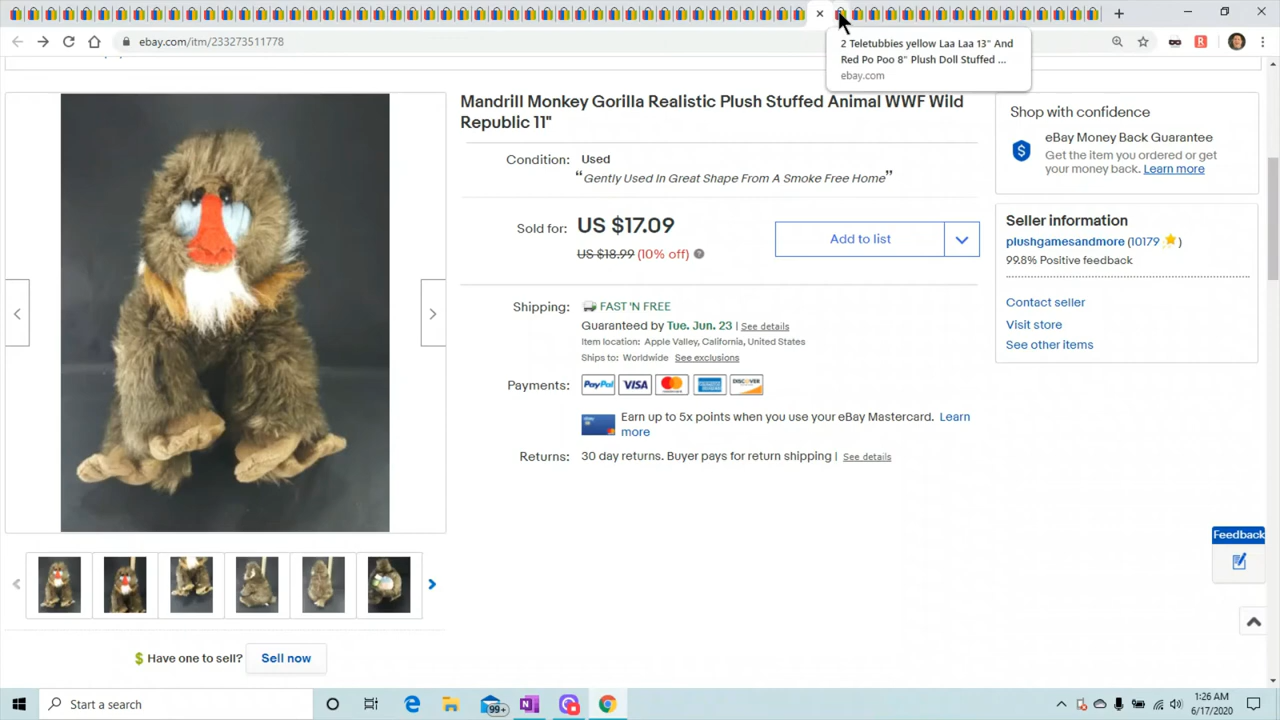 ebay.com/itm/233273511778
2 Teletubbies yellow Laa Laa 13" And
Red Po Poo 8" Plush Doll Stuffed ...
ebay.com
Mandrill Monkey Gorilla Realistic Plush Stuffed Animal WWF Wild
Republic 11"
Condition: Used
“Gently Used In Great Shape From A Smoke Free Home”
Sold for: US $17.09
US $18.99 (10% off) ?
Add to list
Shipping: FAST 'N FREE
Guaranteed by Tue. Jun. 23 | See details
Item location: Apple Valley, California, United States
Ships to: Worldwide See exclusions
Payments: PayPal VISA
DISCOVER
Earn up to 5x points when you use your eBay Mastercard. Learn
more
Returns: 30 day returns. Buyer pays for return shipping | See details
Shop with confidence
eBay Money Back Guarantee
Get the item you ordered or get
your money back. Learn more
Seller information
plushgamesandmore (10179 )
99.8% Positive feedback
Contact seller
Visit store
See other items
Feedback
$ Have one to sell? Sell now
Start a search
99+
1:26 AM
6/17/2020